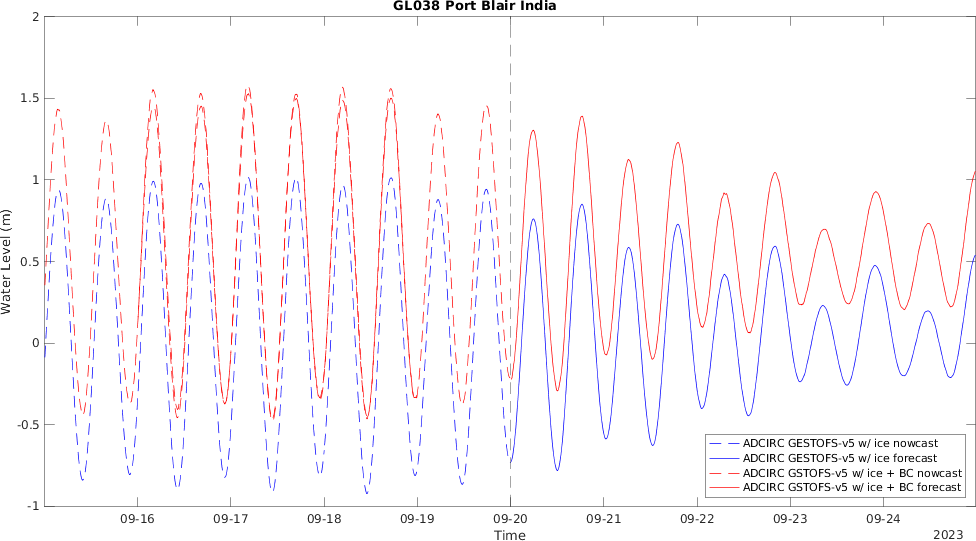 GL038 Port Blair India
2
1.5
1
0.5
0
-0.5
-1
Water Level (m)
ADCIRC GESTOFS-v5 w/ ice nowcast
ADCIRC GESTOFS-v5 w/ ice forecast
ADCIRC GSTOFS-v5 w/ ice + BC nowcast
ADCIRC GSTOFS-v5 w/ ice + BC forecast
09-16 09-17 09-18 09-19 09-20 09-21 09-22 09-23 09-24
Time
2023